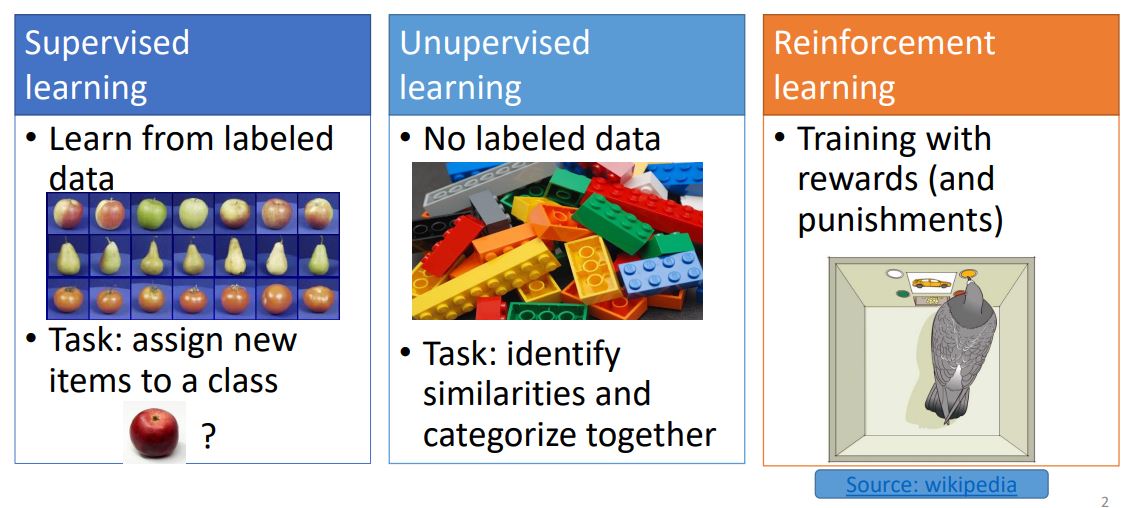 Supervised
learning
• Learn from labeled
data
• Task: assign new
items to a class
?
Unupervised
learning
• No labeled data
• Task: identify
similarities and
categorize together
Reinforcement
learning
• Training with
rewards (and
punishments)
Source: wikipedia
2